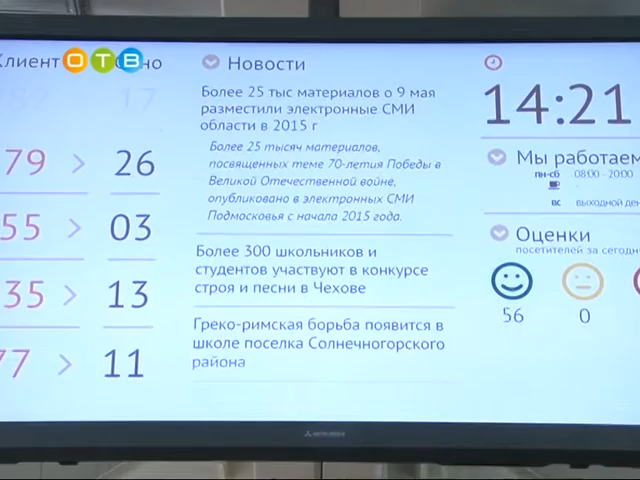 Клиент
ОТВ
но
17
79 > 26
55 > 03
35 > 13
77 > 11
Новости
Более 25 тыс материалов о 9 мая
разместили электронные СМИ
области в 2015 г
Более 25 тысяч материалов,
посвященных теме 70-летия Победы в
Великой Отечественной войне,
опубликовано в электронных СМИ
Подмосковья с начала 2015 года.
Более 300 школьников и
студентов участвуют в конкурсе
строя и песни в Чехове
Греко-римская борьба появится в
школе поселка Солнечногорского
района
14:21
Мы работаем
пн-сб 08:00 - 20:00
вс выходной ден
Оценки
посетителей за сегодн
56
0
MITSUBISHI